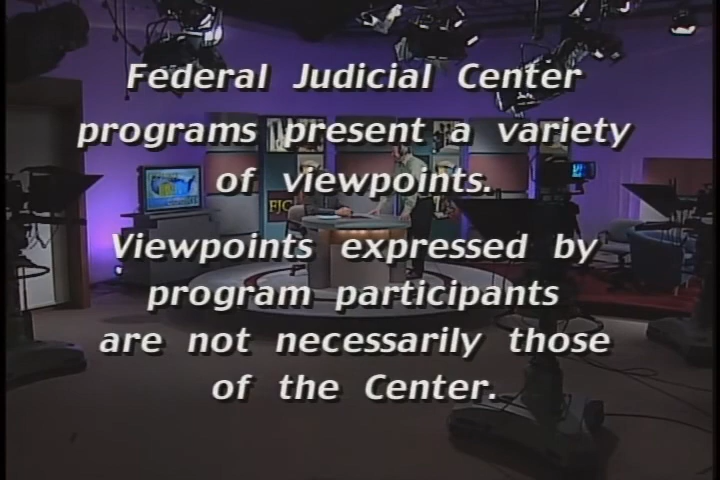 Federal Judicial Center
programs present a variety
of viewpoints.
FJC
Viewpoints expressed by
program participants
are not necessarily those
of the Center.